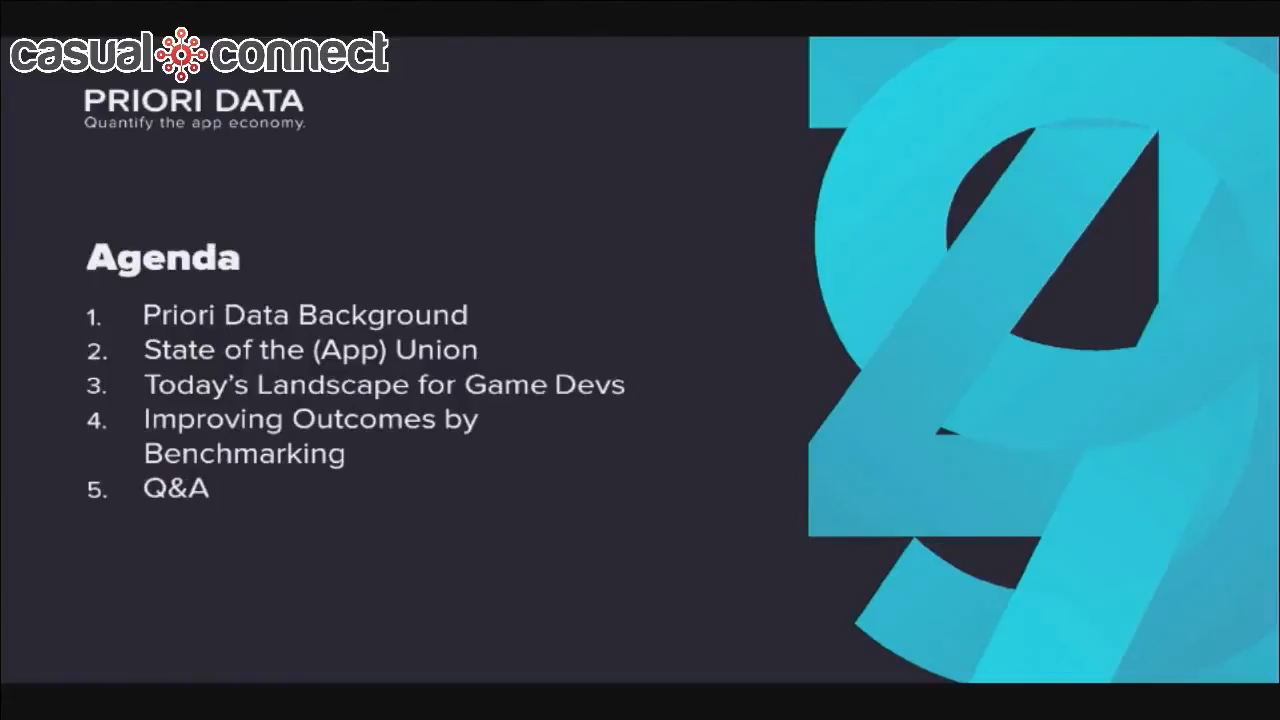 casual connect
PRIORI DATA
Quantify the app economy.
Agenda
1. Priori Data Background
2. State of the (App) Union
3. Today's Landscape for Game Devs
4. Improving Outcomes by
Benchmarking
5. Q&A